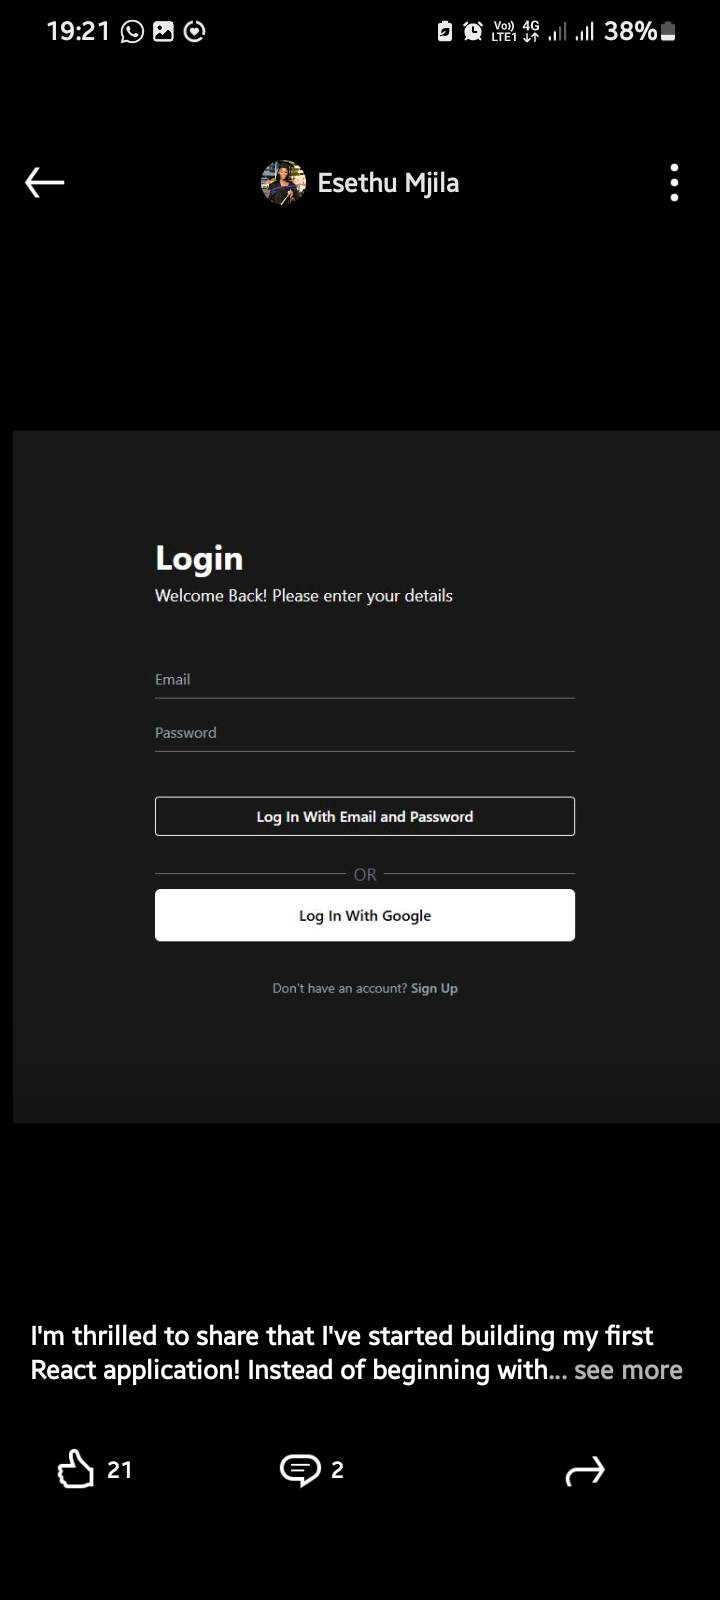 19:21 Vo)) LTE1 4G 38%
Esethu Mjila
Login
Welcome Back! Please enter your details
Email
Password
Log In With Email and Password
OR
Log In With Google
Don't have an account? Sign Up
I'm thrilled to share that I've started building my first
React application! Instead of beginning with... see more
21 2